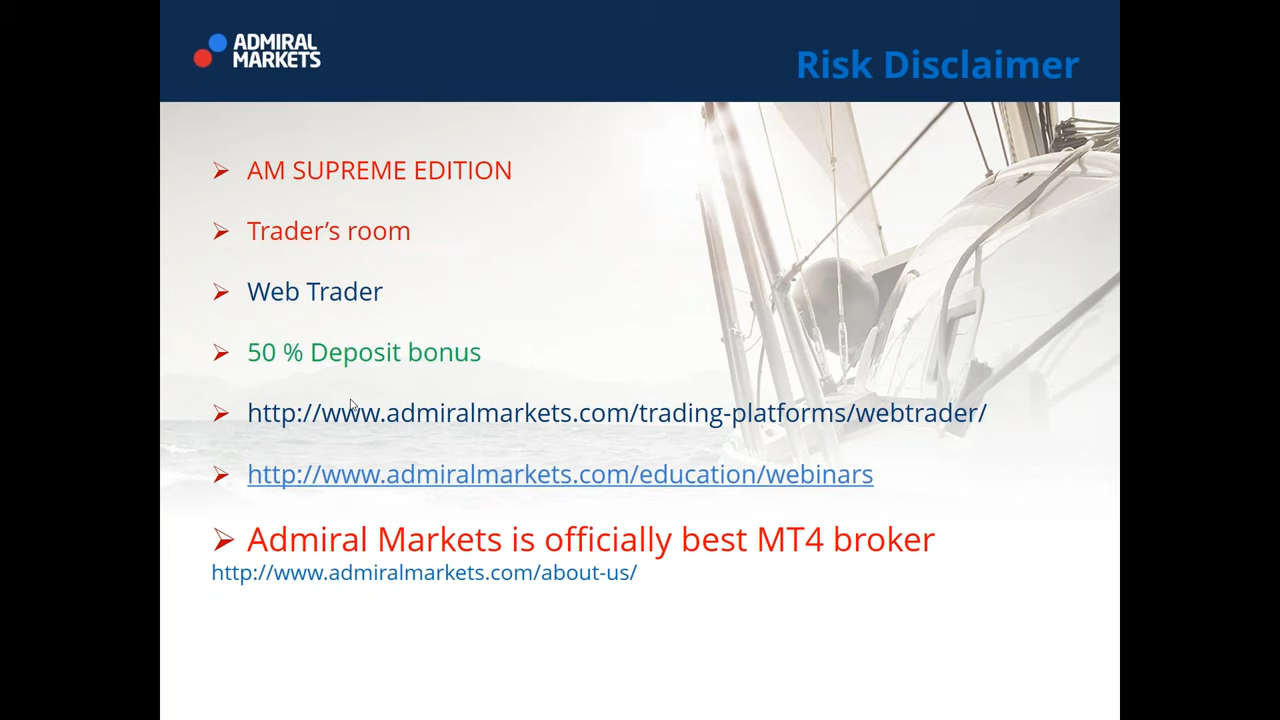 ADMIRAL
MARKETS
Risk Disclaimer
AM SUPREME EDITION
Trader’s room
Web Trader
50 % Deposit bonus
http://www.admiralmarkets.com/trading-platforms/webtrader/
http://www.admiralmarkets.com/education/webinars
Admiral Markets is officially best MT4 broker
http://www.admiralmarkets.com/about-us/